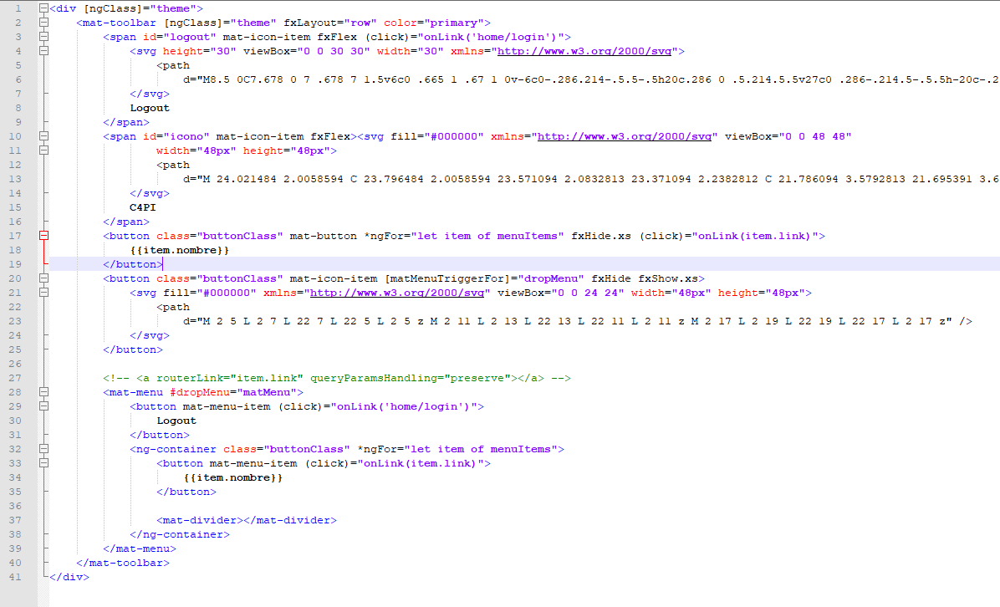 1 <div [ngClass]="theme">
2 <mat-toolbar [ngClass]="theme" fxLayout="row" color="primary">
3 <span id="logout" mat-icon-item fxFlex (click)="onLink('home/login')">
4 <svg height="30" viewBox="0 0 30 30" width="30" xmlns="http://www.w3.org/2000/svg">
5 <path
6 d="M8.5 0C7.678 0 7 .678 7 1.5v6c0 .665 1 .67 1 0v-6c0-.286.214-.5.5-.5h20c.286 0 .5.214.5.5v27c0 .286-.214.5-.5.5h-20c-.2
7 </svg>
8 Logout
9 </span>
10 <span id="icono" mat-icon-item fxFlex><svg fill="#000000" xmlns="http://www.w3.org/2000/svg" viewBox="0 0 48 48"
11 width="48px" height="48px">
12 <path
13 d="M 24.021484 2.0058594 C 23.796484 2.0058594 23.571094 2.0832813 23.371094 2.2382812 C 21.786094 3.5792813 21.695391 3.6
14 </svg>
15 C4PI
16 </span>
17 <button class="buttonClass" mat-button *ngFor="let item of menuItems" fxHide.xs (click)="onLink(item.link)">
18 {{item.nombre}}
19 </button>
20 <button class="buttonClass" mat-icon-item [matMenuTriggerFor]="dropMenu" fxHide fxShow.xs>
21 <svg fill="#000000" xmlns="http://www.w3.org/2000/svg" viewBox="0 0 24 24" width="48px" height="48px">
22 <path
23 d="M 2 5 L 2 7 L 22 7 L 22 5 L 2 5 z M 2 11 L 2 13 L 22 13 L 22 11 L 2 11 z M 2 17 L 2 19 L 22 19 L 22 17 L 2 17 z" />
24 </svg>
25 </button>
26
27 <!-- <a routerLink="item.link" queryParamsHandling="preserve"></a> -->
28 <mat-menu #dropMenu="matMenu">
29 <button mat-menu-item (click)="onLink('home/login')">
30 Logout
31 </button>
32 <ng-container class="buttonClass" *ngFor="let item of menuItems">
33 <button mat-menu-item (click)="onLink(item.link)">
34 {{item.nombre}}
35 </button>
36
37 <mat-divider></mat-divider>
38 </ng-container>
39 </mat-menu>
40 </mat-toolbar>
41 </div>